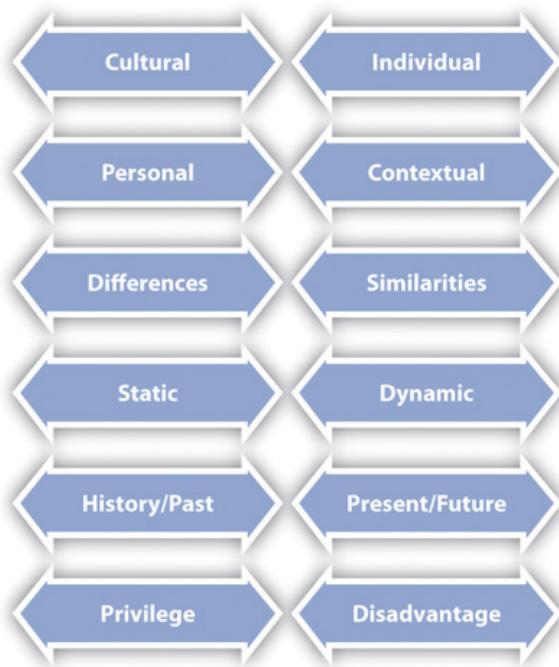 Cultural
Individual
Personal
Contextual
Differences
Similarities
Static
Dynamic
History/Past
Present/Future
Privilege
Disadvantage